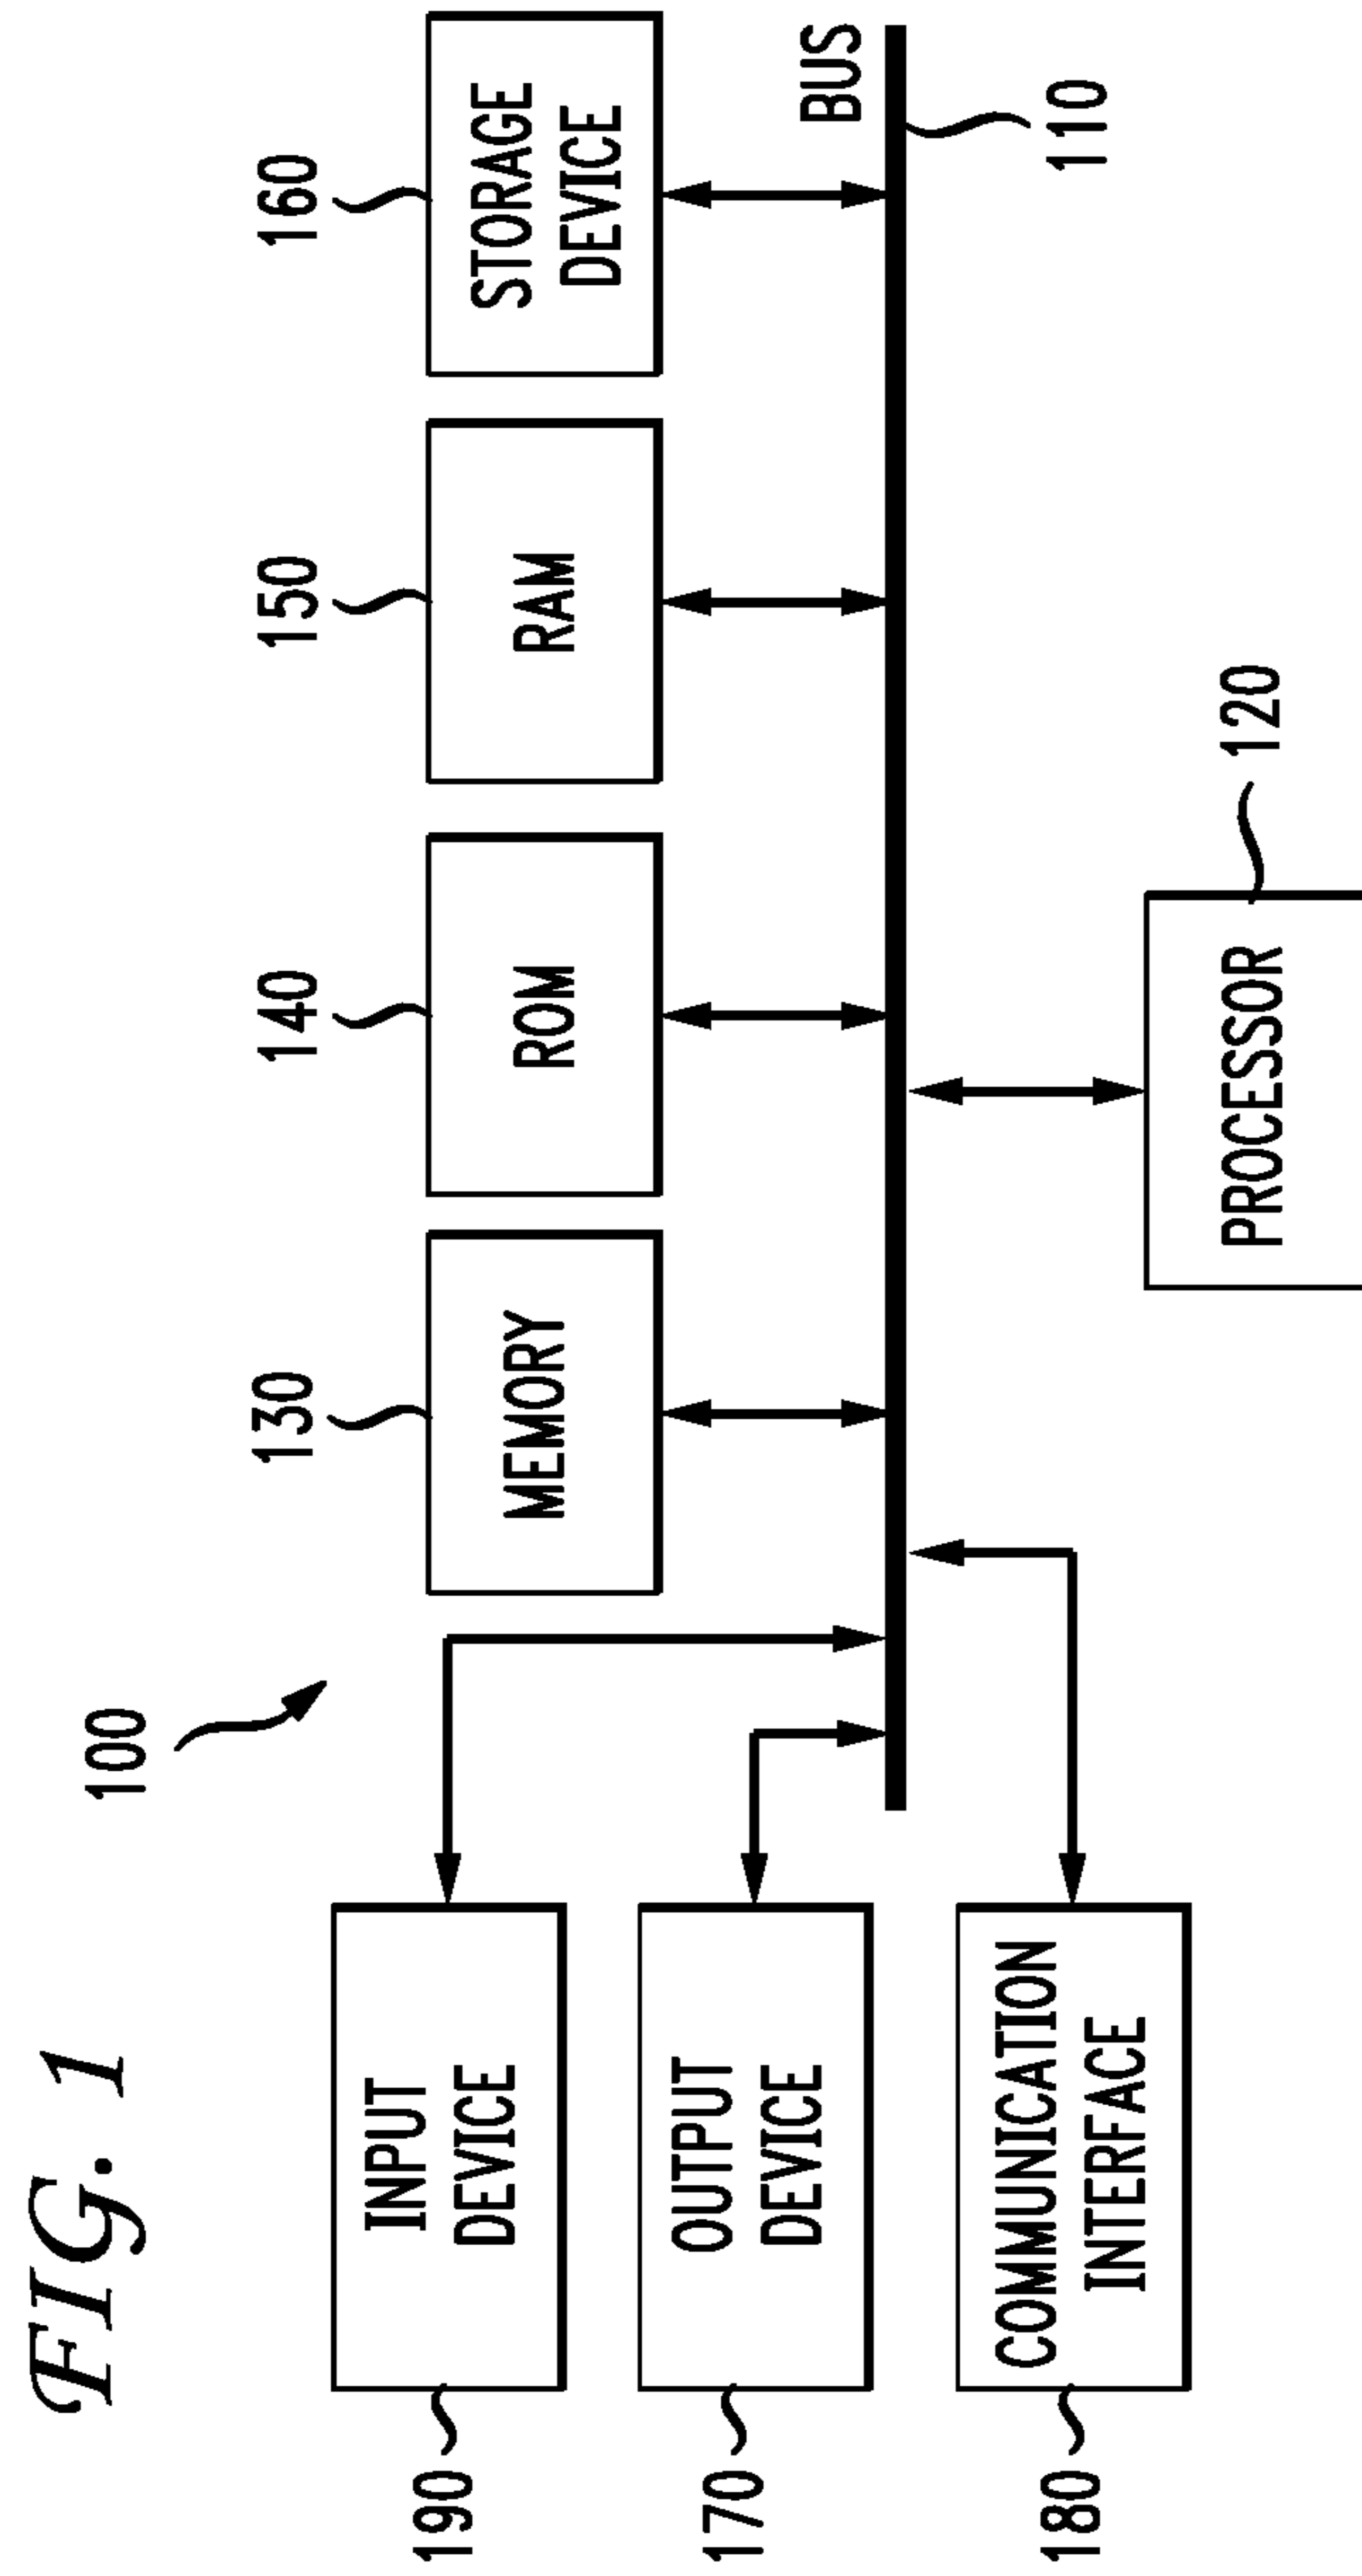 FIG. 1
100
190
INPUT
DEVICE
170
OUTPUT
DEVICE
180
COMMUNICATION
INTERFACE
130
MEMORY
140
ROM
150
RAM
160
STORAGE
DEVICE
BUS
110
PROCESSOR
120